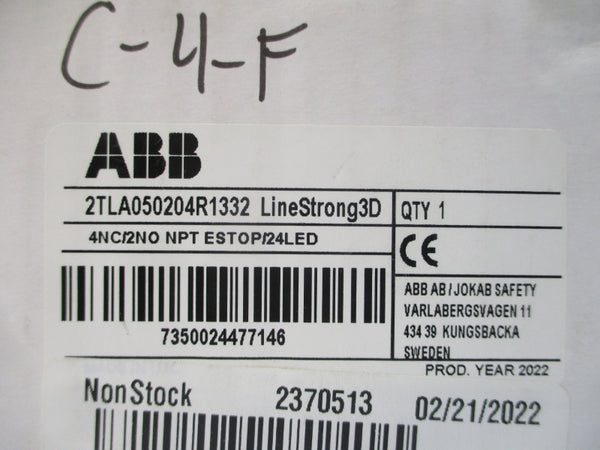 C-4-F
ABB
2TLA050204R1332 LineStrong3D
QTY 1
4NC/2NO NPT ESTOP/24LED
CE
7350024477146
ABB AB / JOKAB SAFETY
VARLABERGSVAGEN 11
434 39 KUNGSBACKA
SWEDEN
PROD. YEAR 2022
NonStock 2370513 02/21/2022